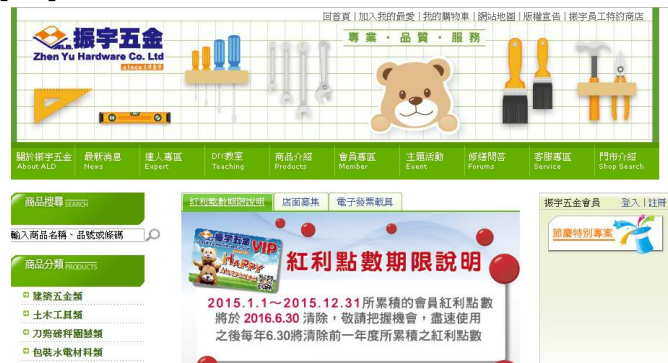 回首頁 | 加入我的最愛 | 我的購物車 | 網站地圖 | 版權宣告 | 振宇員工特約商店
振宇五金
Zhen Yu Hardware Co. Ltd
專業・品質・服務
關於振宇五金 最新消息 達人專區 DIY教室 商品介紹 會員專區 主題活動 修繕問答 客服專區 門市介紹
About ALD News Expert Teaching Products Member Event Forums Service Shop Search
商品搜尋 SEARCH
輸入商品名稱、品號或條碼
商品分類 PRODUCTS
建築五金類
土木工具類
刀剪磅秤園藝類
包裝水電材料類
紅利點數期限說明 店面募集 電子發票載具
振宇五金 VIP
HAPPY
紅利點數期限說明
2015.1.1～2015.12.31所累積的會員紅利點數
將於 2016.6.30 清除，敬請把握機會，盡速使用
之後每年6.30將清除前一年度所累積之紅利點數
振宇五金會員 登入 | 註冊
節慶特別專案